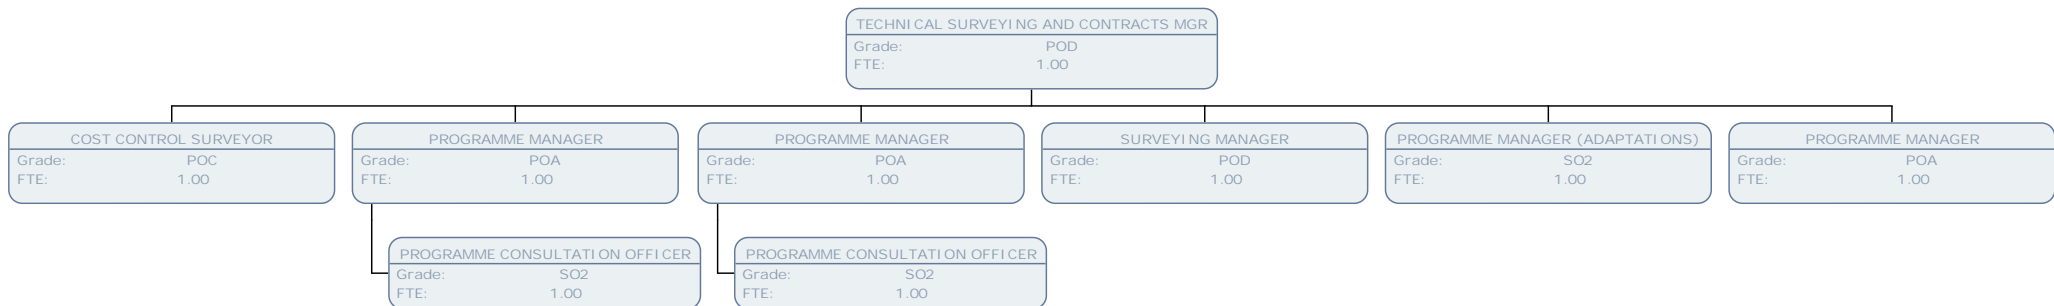 TECHNICAL SURVEYING AND CONTRACTS MGR
Grade: POD
FTE: 1.00
COST CONTROL SURVEYOR
Grade: POC
FTE: 1.00
PROGRAMME MANAGER
Grade: POA
FTE: 1.00
PROGRAMME MANAGER
Grade: POA
FTE: 1.00
SURVEYING MANAGER
Grade: POD
FTE: 1.00
PROGRAMME MANAGER (ADAPTATIONS)
Grade: SO2
FTE: 1.00
PROGRAMME MANAGER
Grade: POA
FTE: 1.00
PROGRAMME CONSULTATION OFFICER
Grade: SO2
FTE: 1.00
PROGRAMME CONSULTATION OFFICER
Grade: SO2
FTE: 1.00